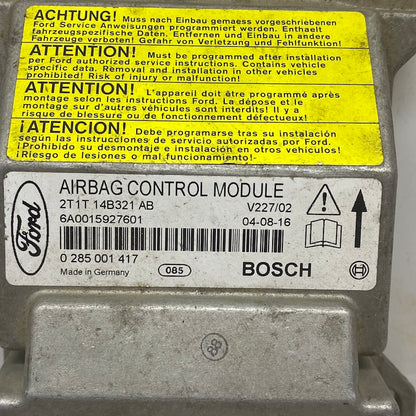 ACHTUNG! Muss nach Einbau gemaess vorgeschriebenen
Ford Service Anweisungen programmiert werden. Enthaelt
fahrzeugspezifische Daten. Entfernen und Einbau in andere
Fahrzeuge verboten! Gefahr von Verletzung und Fehlfunktion!
ATTENTION! Must be programmed after installation
per Ford authorized service instructions. Contains vehicle
specific data. Removal and installation in other vehicles
prohibited! Risk of injury or malfunction!
ATTENTION! L'appareil doit être programmé après
montage selon les instructions Ford. La dépose et le
montage sur d'autres véhicules sont interdits! Il y a
risque de blessure ou de fonctionnement défectueux!
¡ATENCION! Debe programarse tras su instalación
según las instrucciones de servicio autorizadas por Ford.
¡Prohibido su desmontaje e instalación en otros vehículos!
¡Riesgo de lesiones o mal funcionamiento!
Ford
AIRBAG CONTROL MODULE
2T1T 14B321 AB V227/02
6A0015927601 04-08-16
0 285 001 417
Made in Germany 085 BOSCH
88